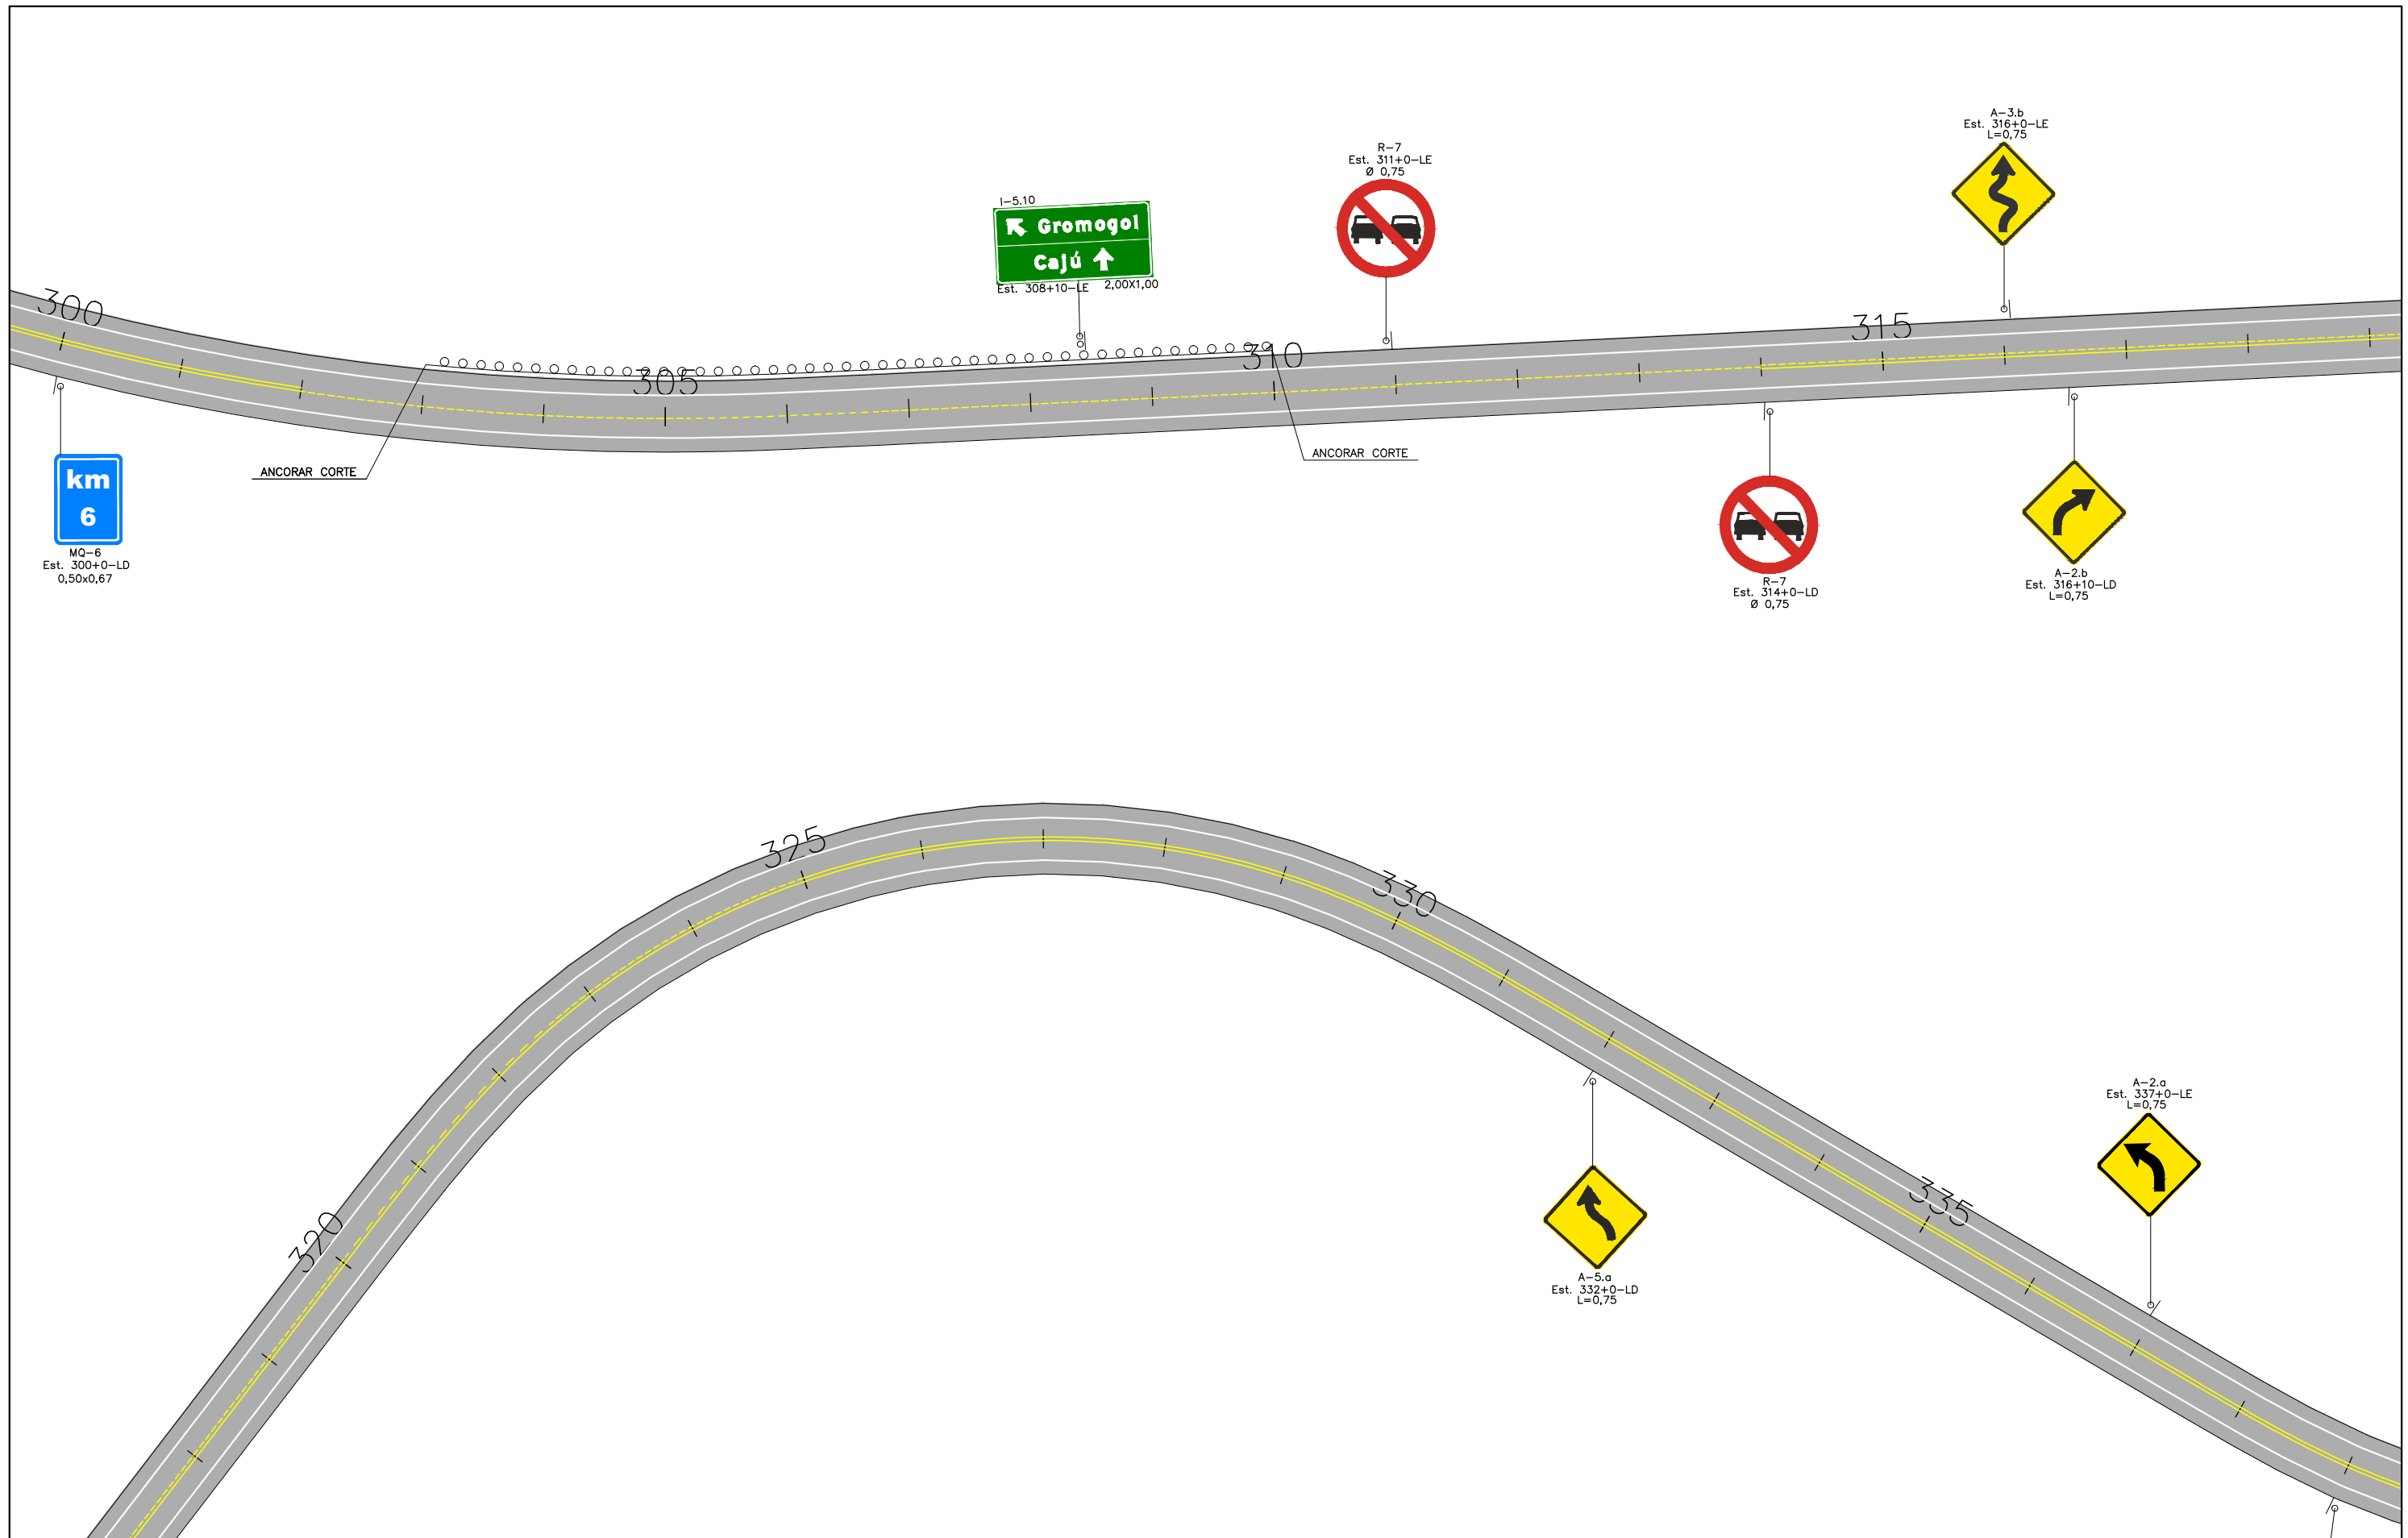 A-3.b
Est. 316+0-LE
L=0,75
R-7
Est. 311+0-LE
Ø 0,75
I-5.10
Gromogol
Cajú
Est. 308+10-LE 2,00X1,00
300
305
310
315
ANCORAR CORTE
ANCORAR CORTE
km
6
MQ-6
Est. 300+0-LD
0,50x0,67
R-7
Est. 314+0-LD
Ø 0,75
A-2.b
Est. 316+10-LD
L=0,75
320
325
330
335
A-2.a
Est. 337+0-LE
L=0,75
A-5.a
Est. 332+0-LD
L=0,75